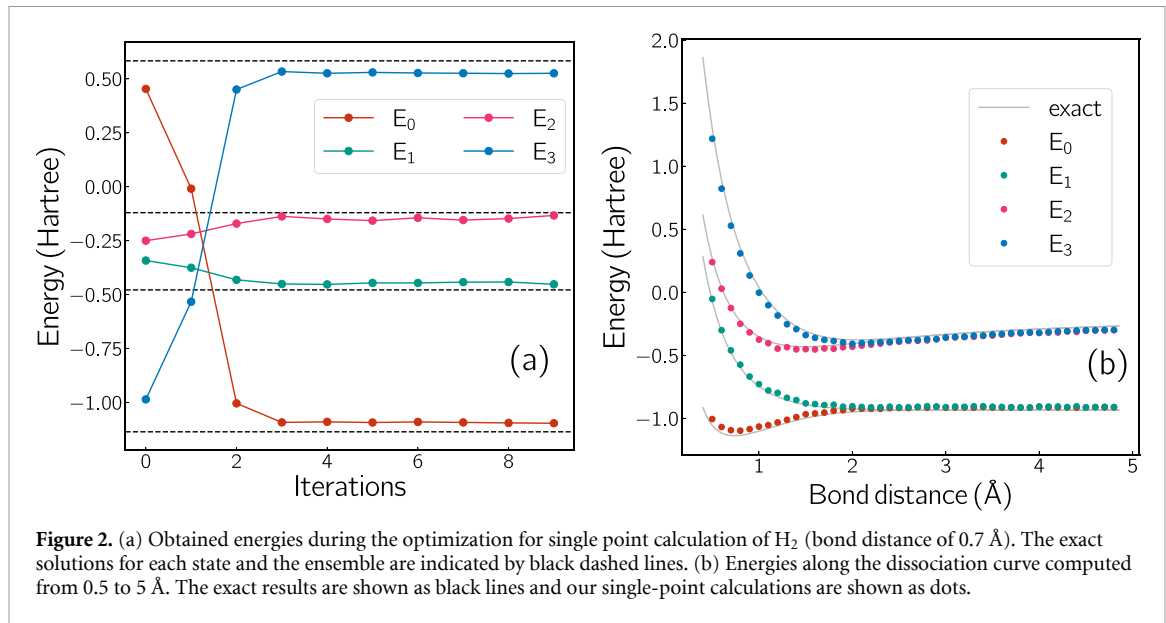 0.50
0.25
0.00
−0.25
−0.50
−0.75
−1.00
Energy (Hartree)
E0
E1
E2
E3
(a)
0
2
4
6
8
Iterations
2.0
1.5
1.0
0.5
0.0
−0.5
−1.0
Energy (Hartree)
exact
E0
E1
E2
E3
(b)
1
2
3
4
5
Bond distance (Å)
Figure 2. (a) Obtained energies during the optimization for single point calculation of H2 (bond distance of 0.7 Å). The exact
solutions for each state and the ensemble are indicated by black dashed lines. (b) Energies along the dissociation curve computed
from 0.5 to 5 Å. The exact results are shown as black lines and our single-point calculations are shown as dots.